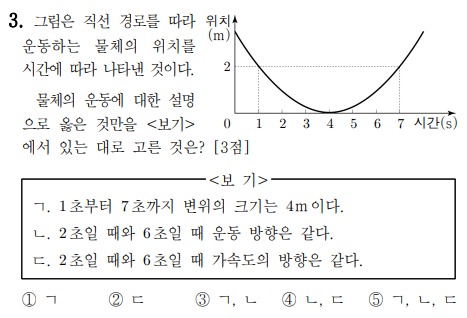 3. 그림은 직선 경로를 따라
운동하는 물체의 위치를
시간에 따라 나타낸 것이다.
물체의 운동에 대한 설명
으로 옳은 것만을 <보기>
에서 있는 대로 고른 것은? [3점]
위치
(m)
2
0 1 2 3 4 5 6 7 시간(s)
<보 기>
ㄱ. 1초부터 7초까지 변위의 크기는 4m이다.
ㄴ. 2초일 때와 6초일 때 운동 방향은 같다.
ㄷ. 2초일 때와 6초일 때 가속도의 방향은 같다.
① ㄱ ② ㄷ ③ ㄱ, ㄴ ④ ㄴ, ㄷ ⑤ ㄱ, ㄴ, ㄷ